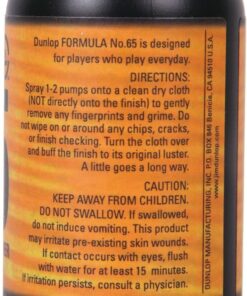 Dunlop FORMULA No.65 is designed
for players who play everyday.
DIRECTIONS:
Spray 1-2 pumps onto a clean dry cloth
(NOT directly onto the finish) to gently
remove any fingerprints and grime. Do
not wipe on or around any chips, cracks,
or finish checking. Turn the cloth over
and buff the finish to its original luster.
A little goes a long way.
CAUTION:
KEEP AWAY FROM CHILDREN.
DO NOT SWALLOW. If swallowed,
do not induce vomiting. This product
may irritate pre-existing skin wounds.
If contact occurs with eyes, flush
with water for at least 15 minutes.
If irritation persists, consult a physician.
DUNLOP MANUFACTURING, INC. P.O. BOX 846 Benicia, CA 94510 U.S.A.
www.jimdunlop.com